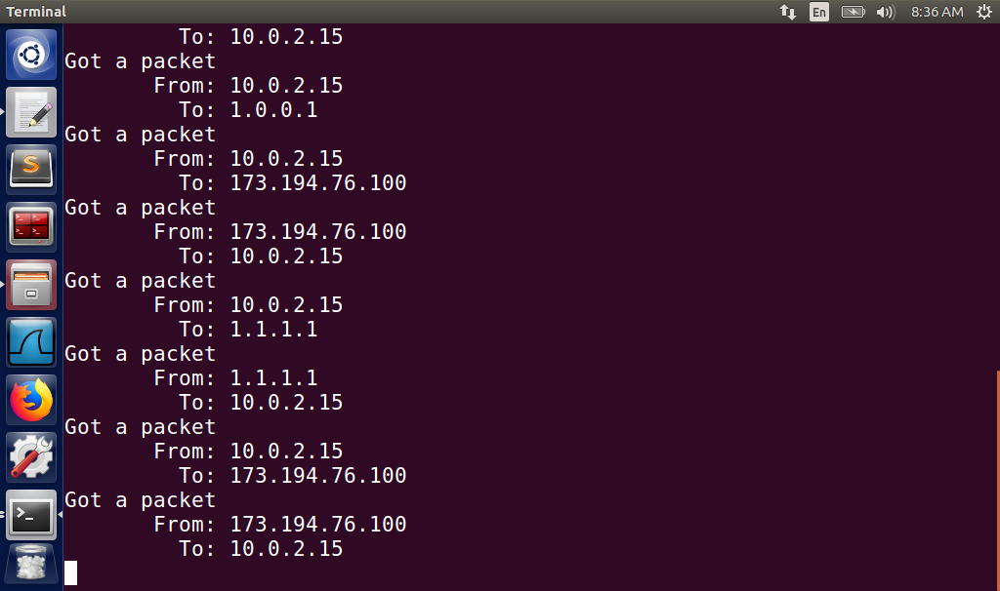 Terminal
En
8:36 AM
To: 10.0.2.15
Got a packet
From: 10.0.2.15
To: 1.0.0.1
Got a packet
From: 10.0.2.15
To: 173.194.76.100
Got a packet
From: 173.194.76.100
To: 10.0.2.15
Got a packet
From: 10.0.2.15
To: 1.1.1.1
Got a packet
From: 1.1.1.1
To: 10.0.2.15
Got a packet
From: 10.0.2.15
To: 173.194.76.100
Got a packet
From: 173.194.76.100
To: 10.0.2.15